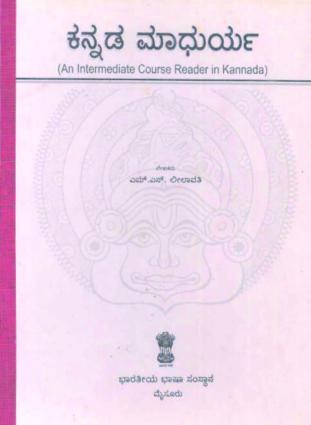 ಕನ್ನಡ ಮಾಧುರ್ಯ
(An Intermediate Course Reader in Kannada)
ಲೇಖಕರು
ಎಮ್.ಎಸ್. ಲೀಲಾವತಿ
ಭಾರತೀಯ ಭಾಷಾ ಸಂಸ್ಥಾನ
ಮೈಸೂರು